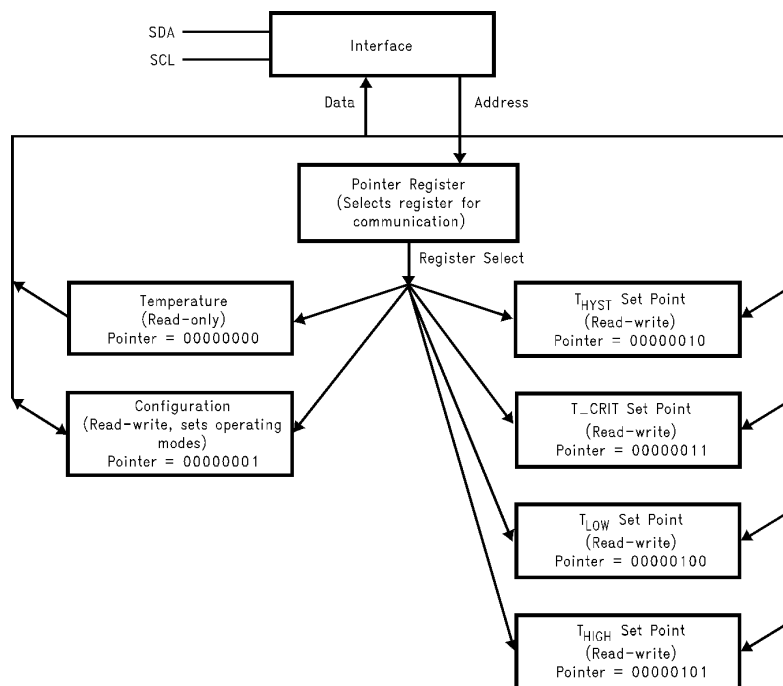 SDA
SCL
Interface
Data
Address
Pointer Register
(Selects register for
communication)
Register Select
Temperature
(Read-only)
Pointer = 00000000
Configuration
(Read-write, sets operating
modes)
Pointer = 00000001
THYST Set Point
(Read-write)
Pointer = 00000010
T_CRIT Set Point
(Read-write)
Pointer = 00000011
TLOW Set Point
(Read-write)
Pointer = 00000100
THIGH Set Point
(Read-write)
Pointer = 00000101